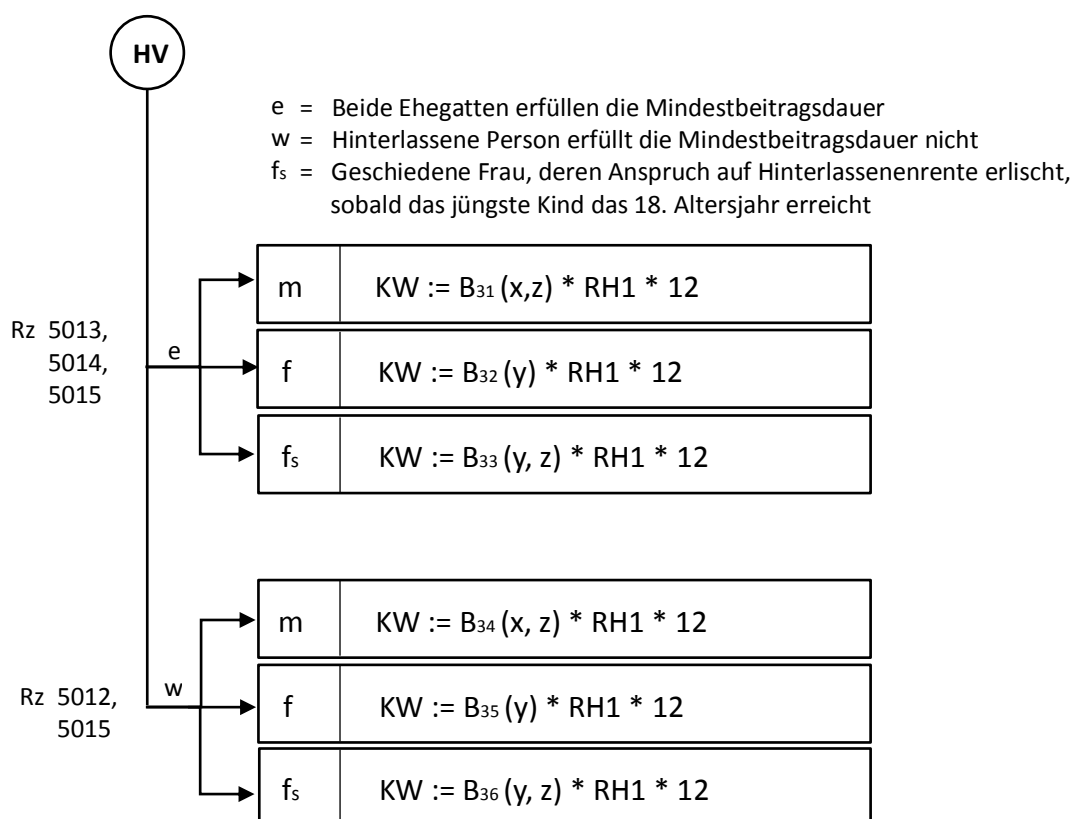 HV
e = Beide Ehegatten erfüllen die Mindestbeitragsdauer
w = Hinterlassene Person erfüllt die Mindestbeitragsdauer nicht
fs = Geschiedene Frau, deren Anspruch auf Hinterlassenenrente erlischt,
sobald das jüngste Kind das 18. Altersjahr erreicht
m KW := B31 (x,z) * RH1 * 12
Rz 5013,
5014,
5015
e
f KW := B32 (y) * RH1 * 12
fs KW := B33 (y, z) * RH1 * 12
m KW := B34 (x, z) * RH1 * 12
Rz 5012,
5015
w
f KW := B35 (y) * RH1 * 12
fs KW := B36 (y, z) * RH1 * 12